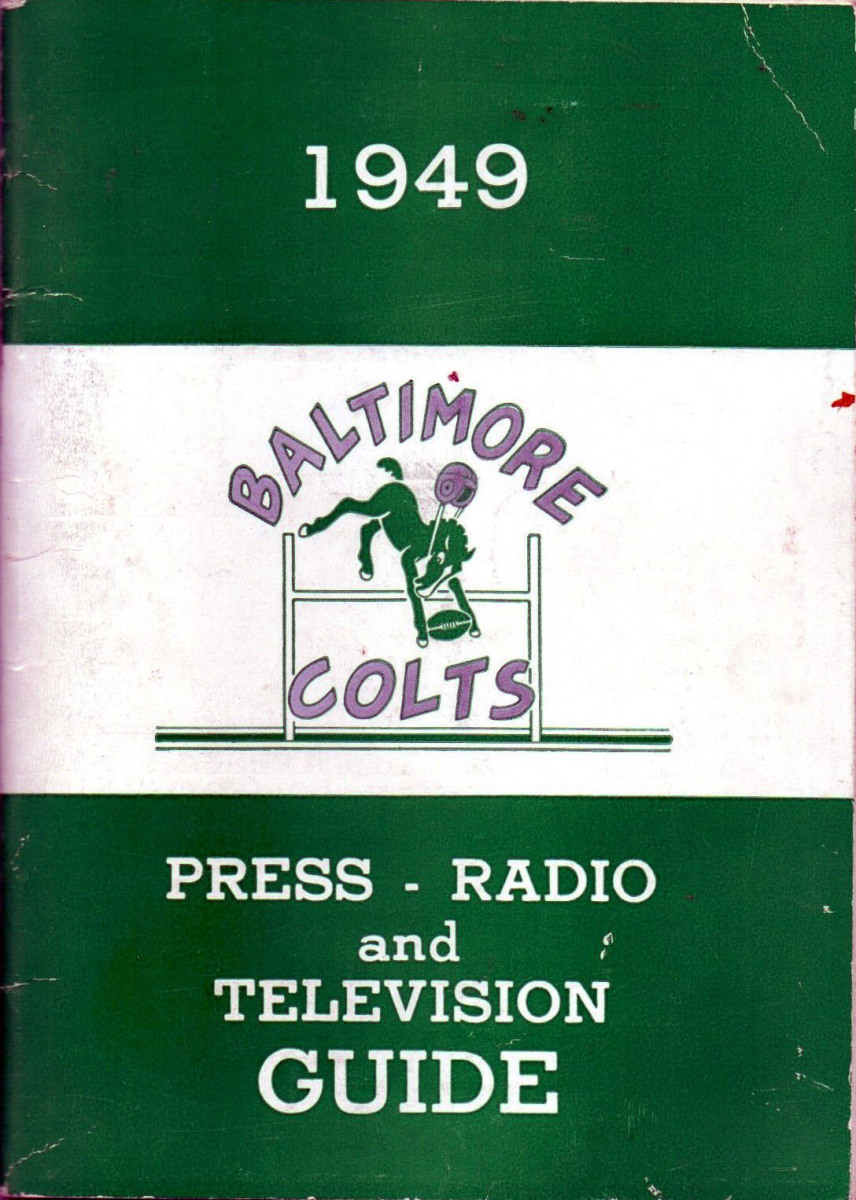 1949
BALTIMORE
COLTS
PRESS - RADIO
and
TELEVISION
GUIDE